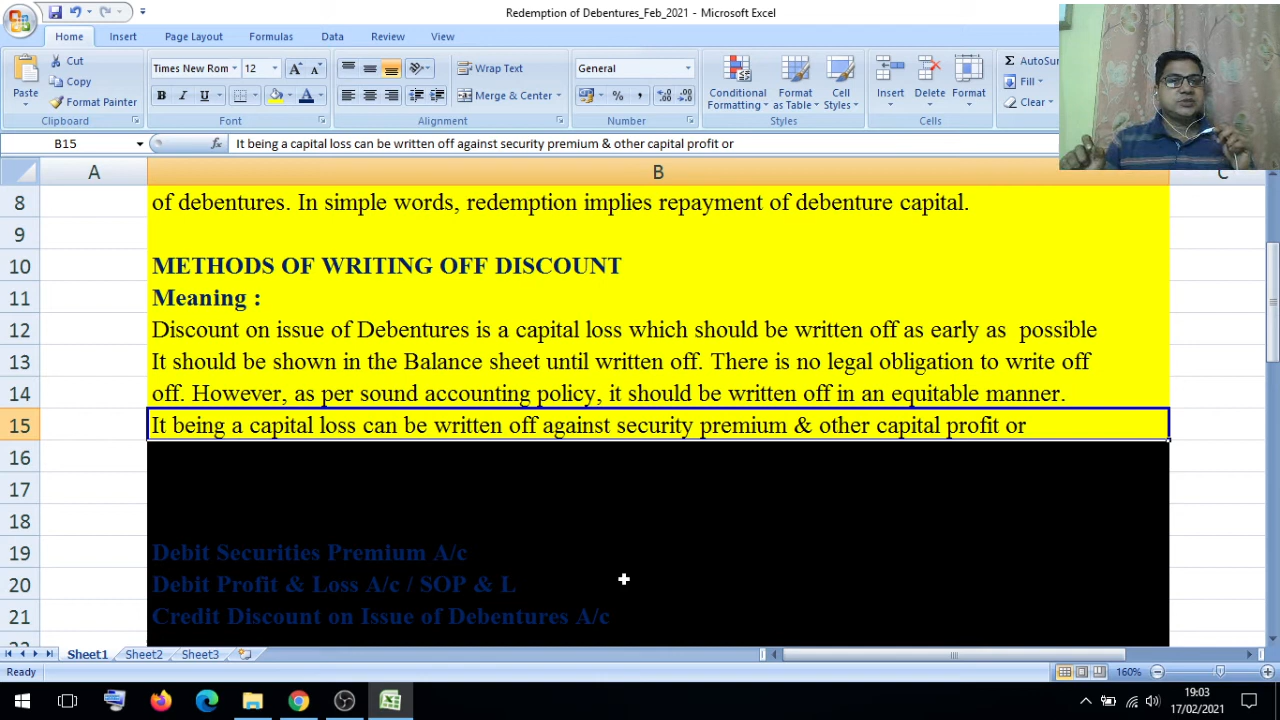 Redemption of Debentures_Feb_2021 - Microsoft Excel
Home Insert Page Layout Formulas Data Review View
Paste
Cut
Copy
Format Painter
Clipboard
Times New Rom 12
B I U
Font
Wrap Text
Merge & Center
Alignment
General
%
Number
Conditional Formatting
Format as Table
Cell Styles
Styles
Insert
Delete
Format
Cells
Σ AutoSum
Fill
Clear
B15 fx It being a capital loss can be written off against security premium & other capital profit or
A B C
8 of debentures. In simple words, redemption implies repayment of debenture capital.
9
10 METHODS OF WRITING OFF DISCOUNT
11 Meaning :
12 Discount on issue of Debentures is a capital loss which should be written off as early as possible
13 It should be shown in the Balance sheet until written off. There is no legal obligation to write off
14 off. However, as per sound accounting policy, it should be written off in an equitable manner.
15 It being a capital loss can be written off against security premium & other capital profit or
16
17
18
19 Debit Securities Premium A/c
20 Debit Profit & Loss A/c / SOP & L
21 Credit Discount on Issue of Debentures A/c
Sheet1 Sheet2 Sheet3
Ready 160%
19:03
17/02/2021